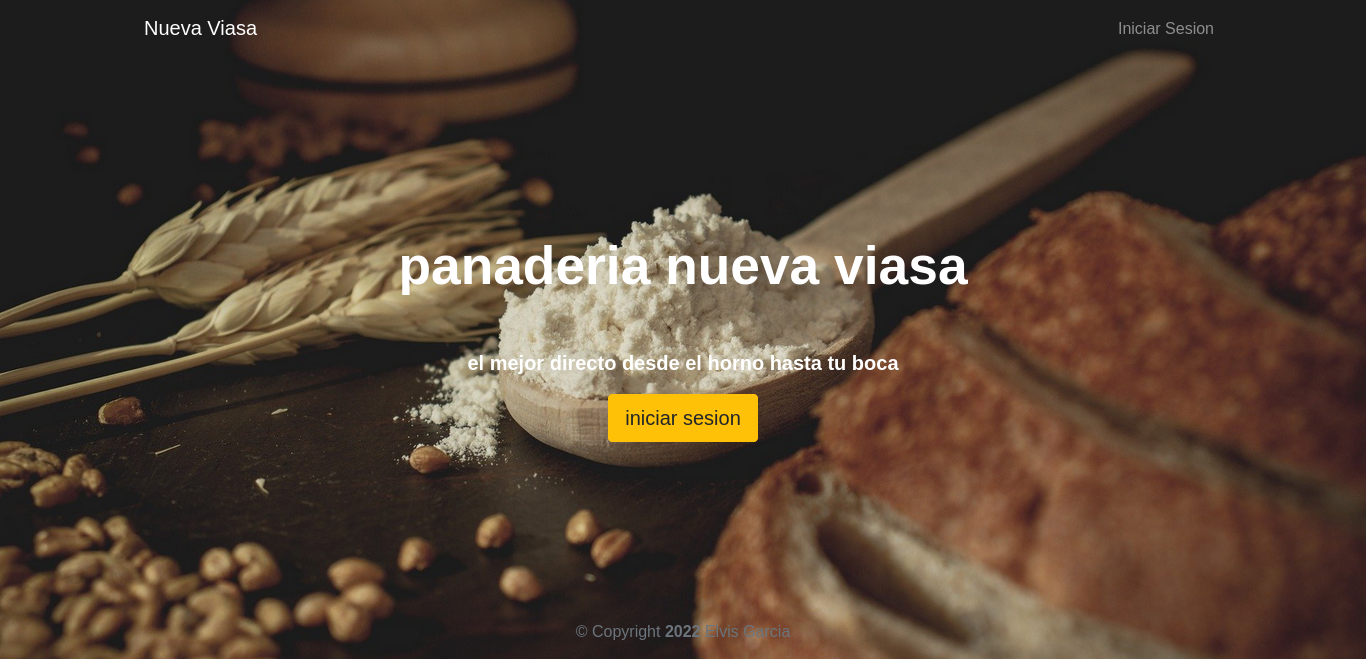 Nueva Viasa
Iniciar Sesion
panaderia nueva viasa
el mejor directo desde el horno hasta tu boca
iniciar sesion
© Copyright 2022 Elvis Garcia